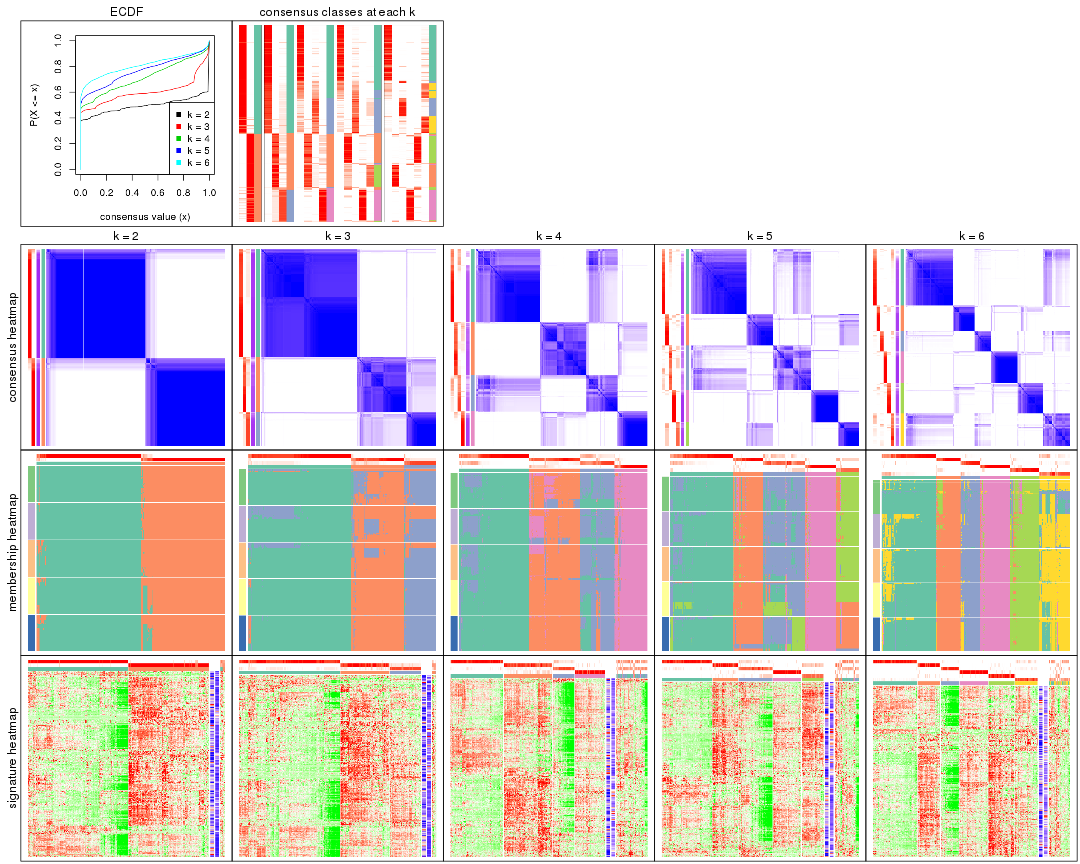 ECDF
consensus classes at each k
P(X <= x)
0.0 0.2 0.4 0.6 0.8 1.0
k = 2
k = 3
k = 4
k = 5
k = 6
0.0 0.2 0.4 0.6 0.8 1.0
consensus value (x)
k = 2
k = 3
k = 4
k = 5
k = 6
consensus heatmap
membership heatmap
signature heatmap